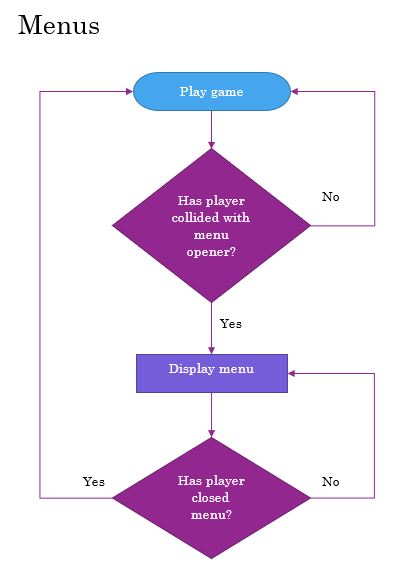 Menus
Play game
Has player
collided with
menu
opener?
No
Yes
Display menu
Has player
closed
menu?
Yes
No